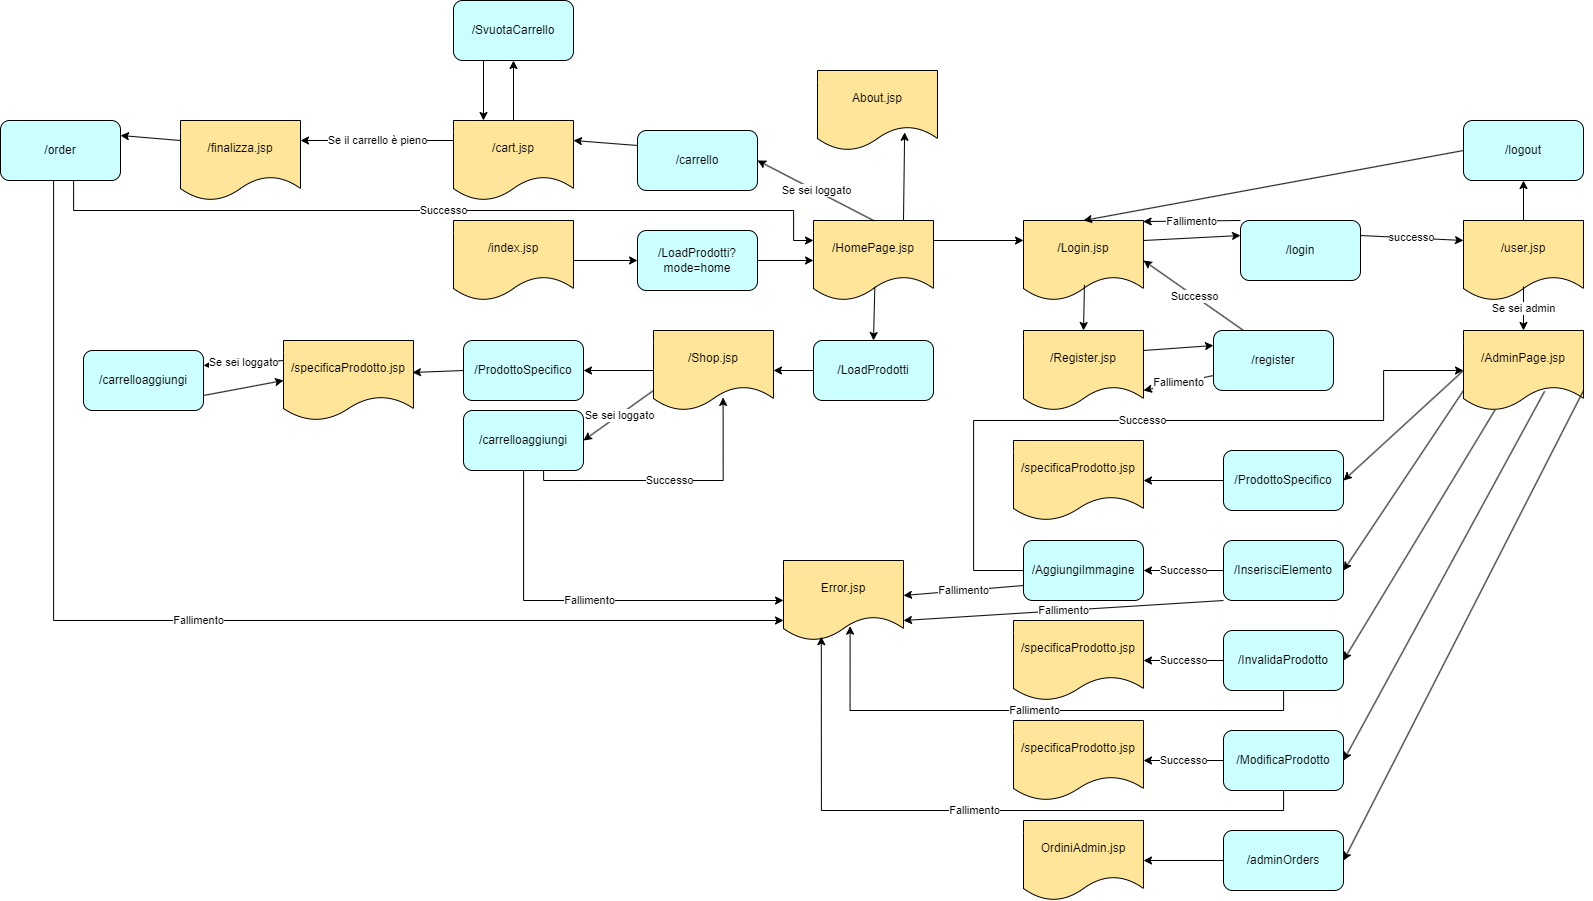 /SvuotaCarrello
About.jsp
/order
/finalizza.jsp
Se il carrello è pieno
/cart.jsp
/carrello
/logout
Se sei loggato
Successo
/index.jsp
/LoadProdotti?
mode=home
/HomePage.jsp
/Login.jsp
Fallimento
/login
successo
/user.jsp
Successo
Se sei admin
/carrelloaggiungi
Se sei loggato
/specificaProdotto.jsp
/ProdottoSpecifico
/Shop.jsp
/LoadProdotti
/Register.jsp
Fallimento
/register
/AdminPage.jsp
Se sei loggato
/carrelloaggiungi
Successo
Successo
/specificaProdotto.jsp
/ProdottoSpecifico
/AggiungiImmagine
Successo
/InserisciElemento
Error.jsp
Fallimento
Fallimento
Fallimento
Fallimento
/specificaProdotto.jsp
Successo
/InvalidaProdotto
Fallimento
/specificaProdotto.jsp
Successo
/ModificaProdotto
Fallimento
OrdiniAdmin.jsp
/adminOrders